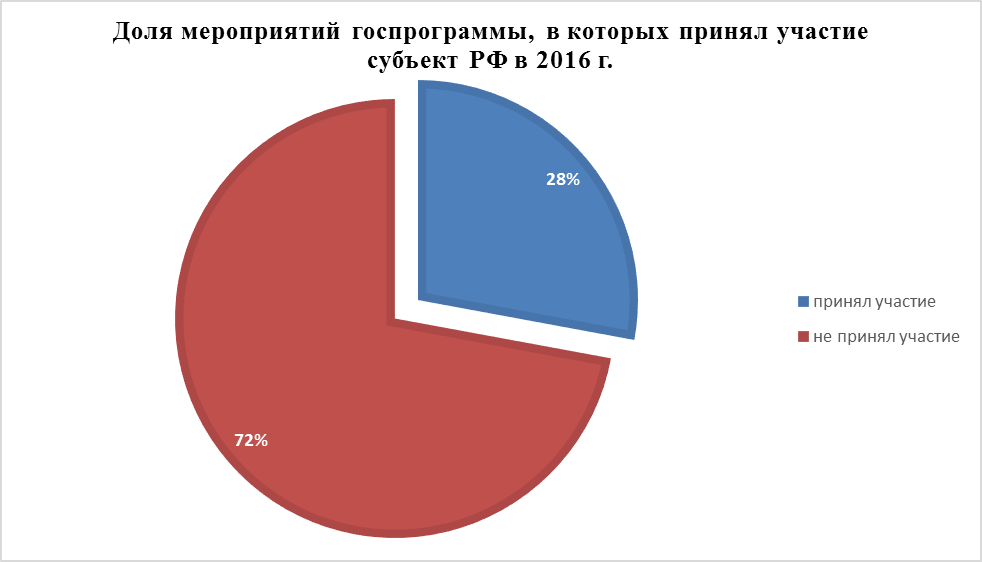 Доля мероприятий госпрограммы, в которых принял участие
субъект РФ в 2016 г.
28%
принял участие
не принял участие
72%